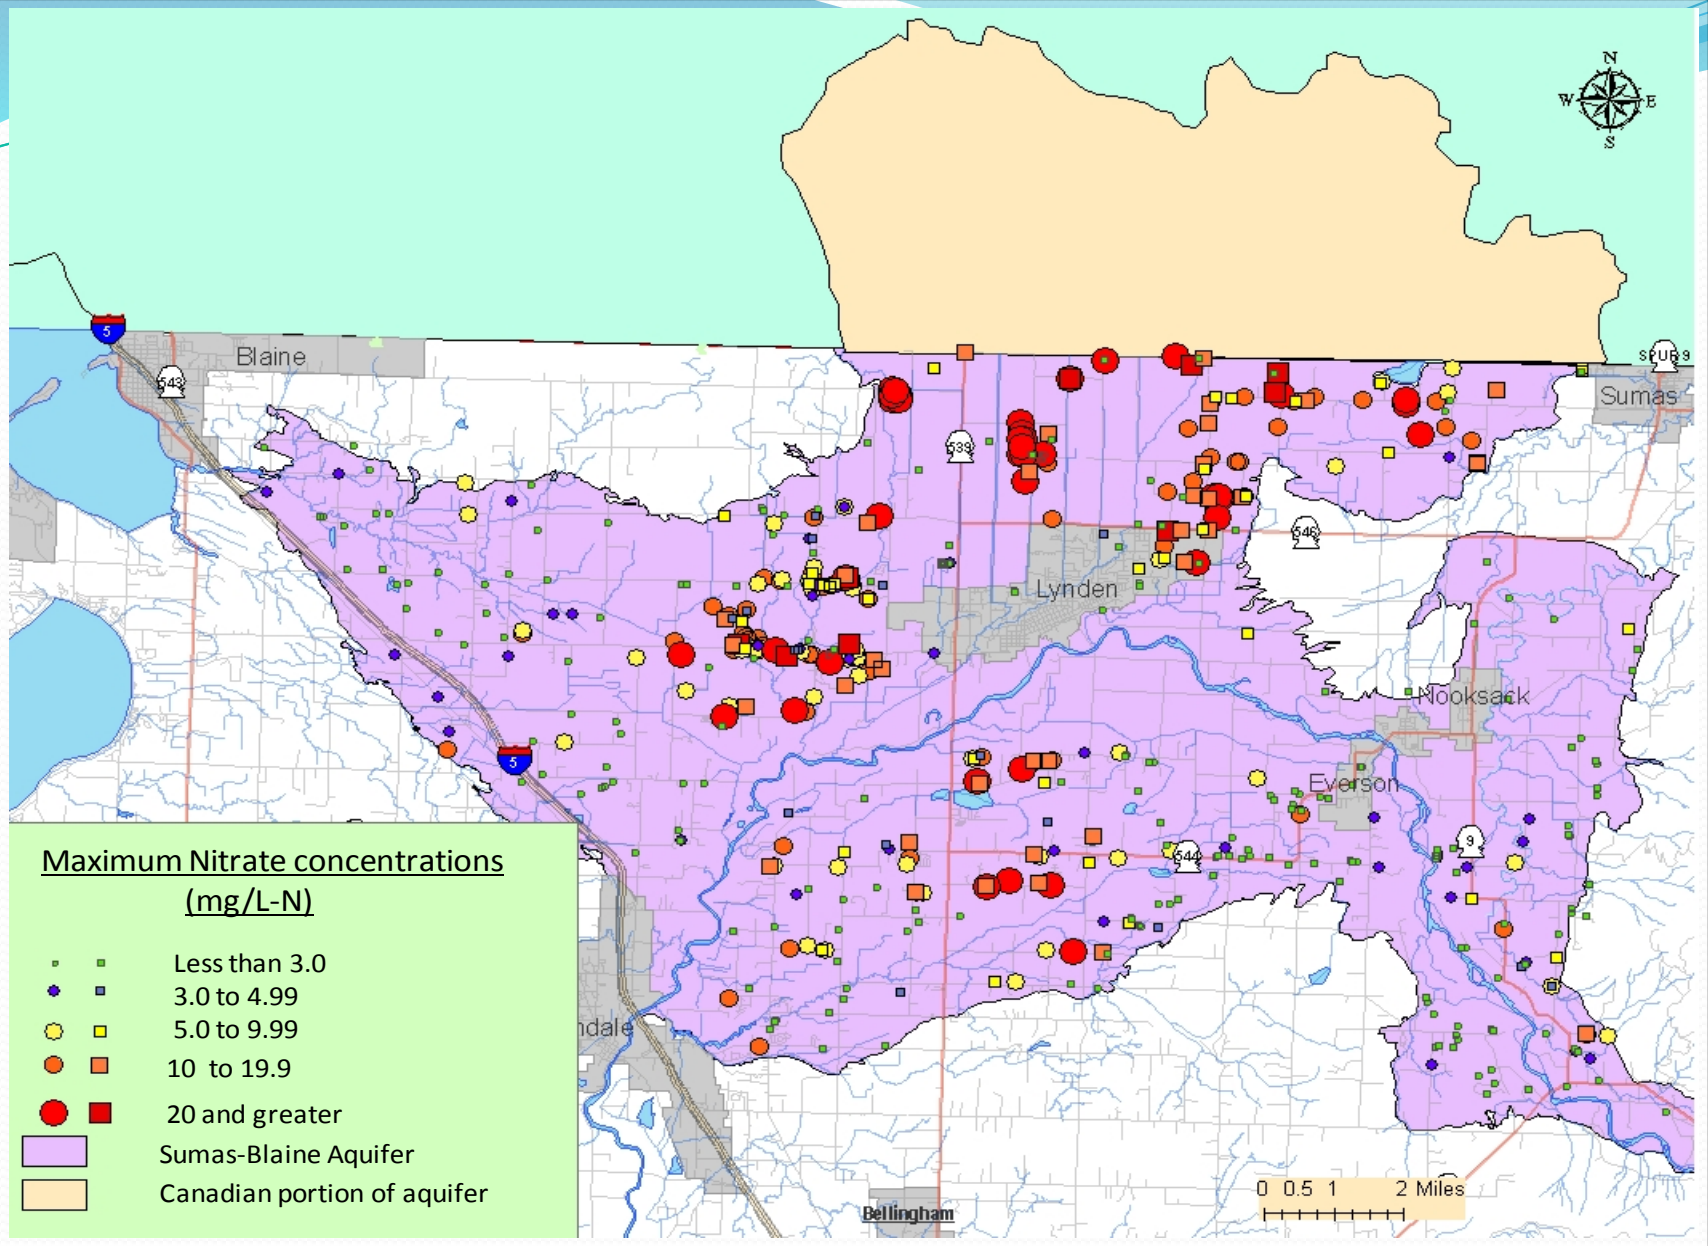 N
W E
S
5
Blaine
543
SPUR 9
Sumas
539
546
Lynden
Nooksack
5
Everson
9
544
Maximum Nitrate concentrations
(mg/L-N)
Less than 3.0
3.0 to 4.99
5.0 to 9.99
10 to 19.9
20 and greater
Sumas-Blaine Aquifer
Canadian portion of aquifer
ndale
0 0.5 1 2 Miles
Bellingham